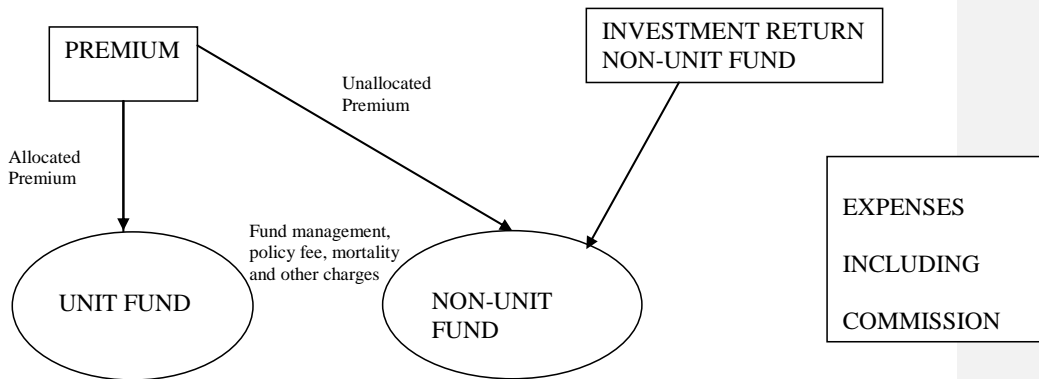 PREMIUM
INVESTMENT RETURN
NON-UNIT FUND
Unallocated
Premium
Allocated
Premium
Fund management,
policy fee, mortality
and other charges
UNIT FUND
NON-UNIT
FUND
EXPENSES
INCLUDING
COMMISSION